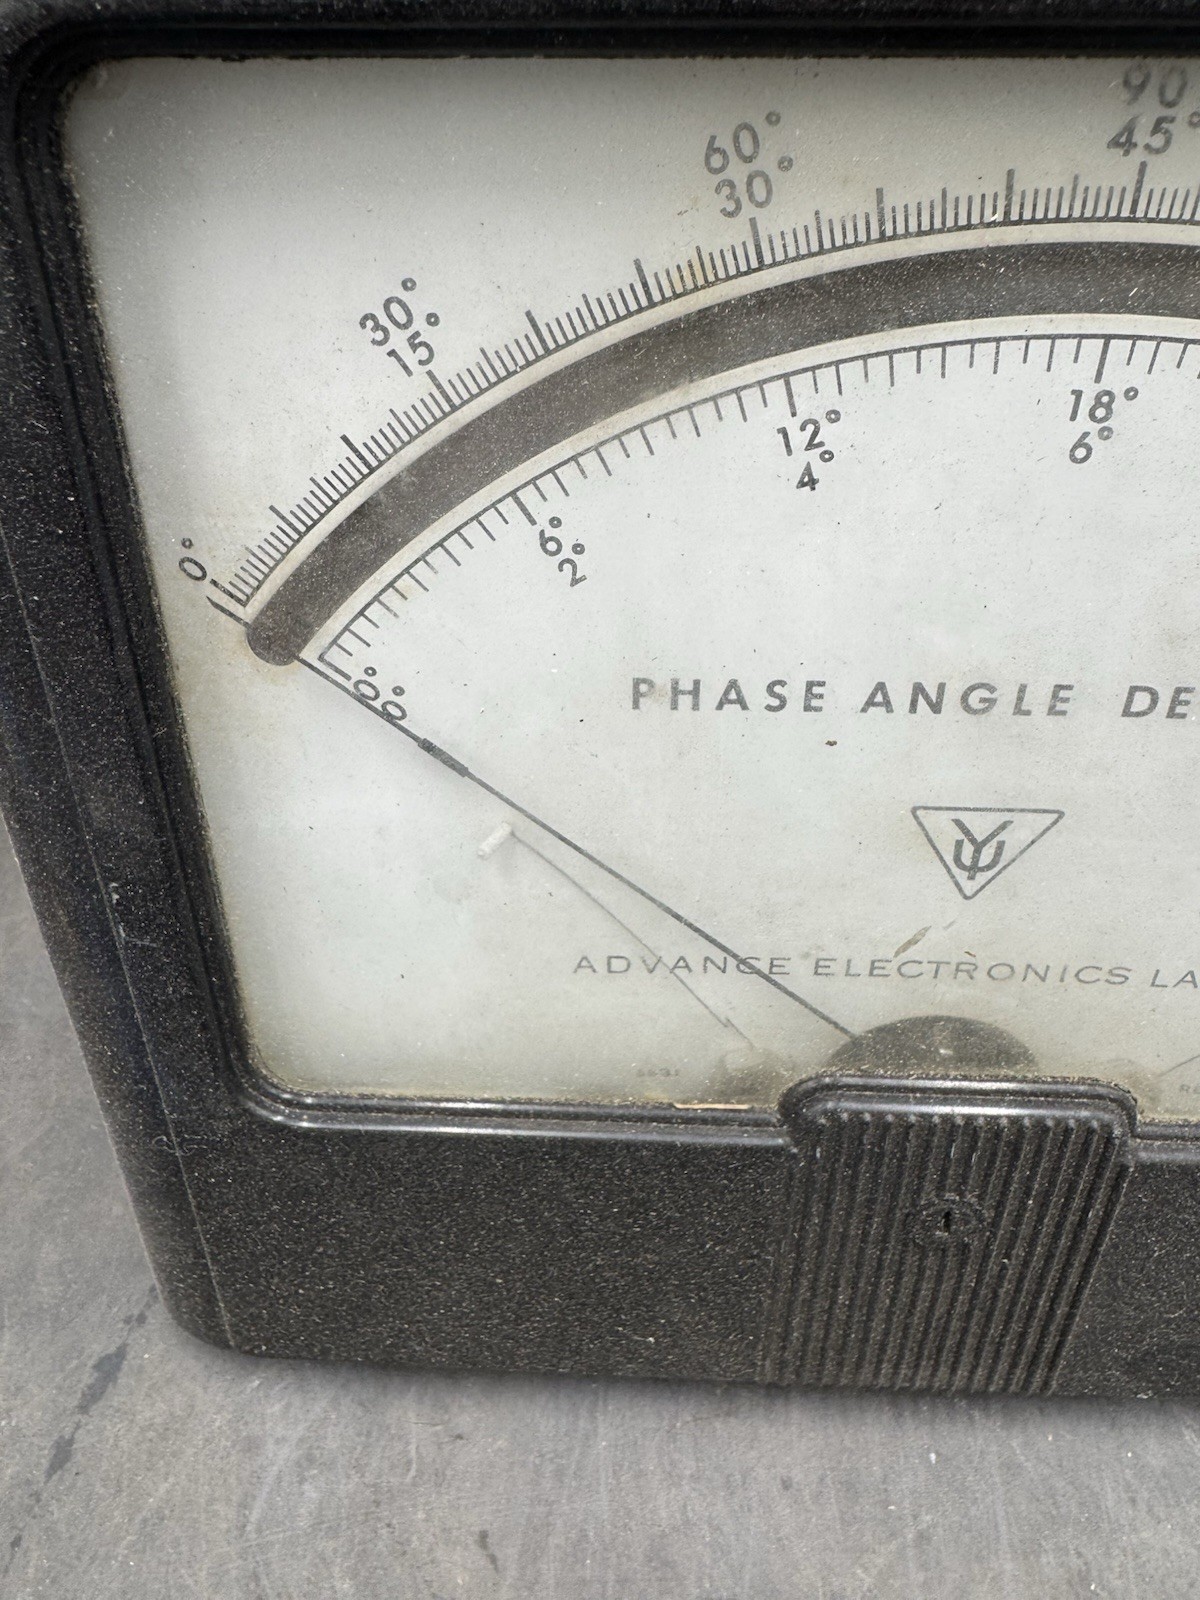 0° 30° 60° 90
15° 30° 45°
0° 6° 12° 18°
0° 2° 4° 6°
PHASE ANGLE DE
ADVANCE ELECTRONICS LA